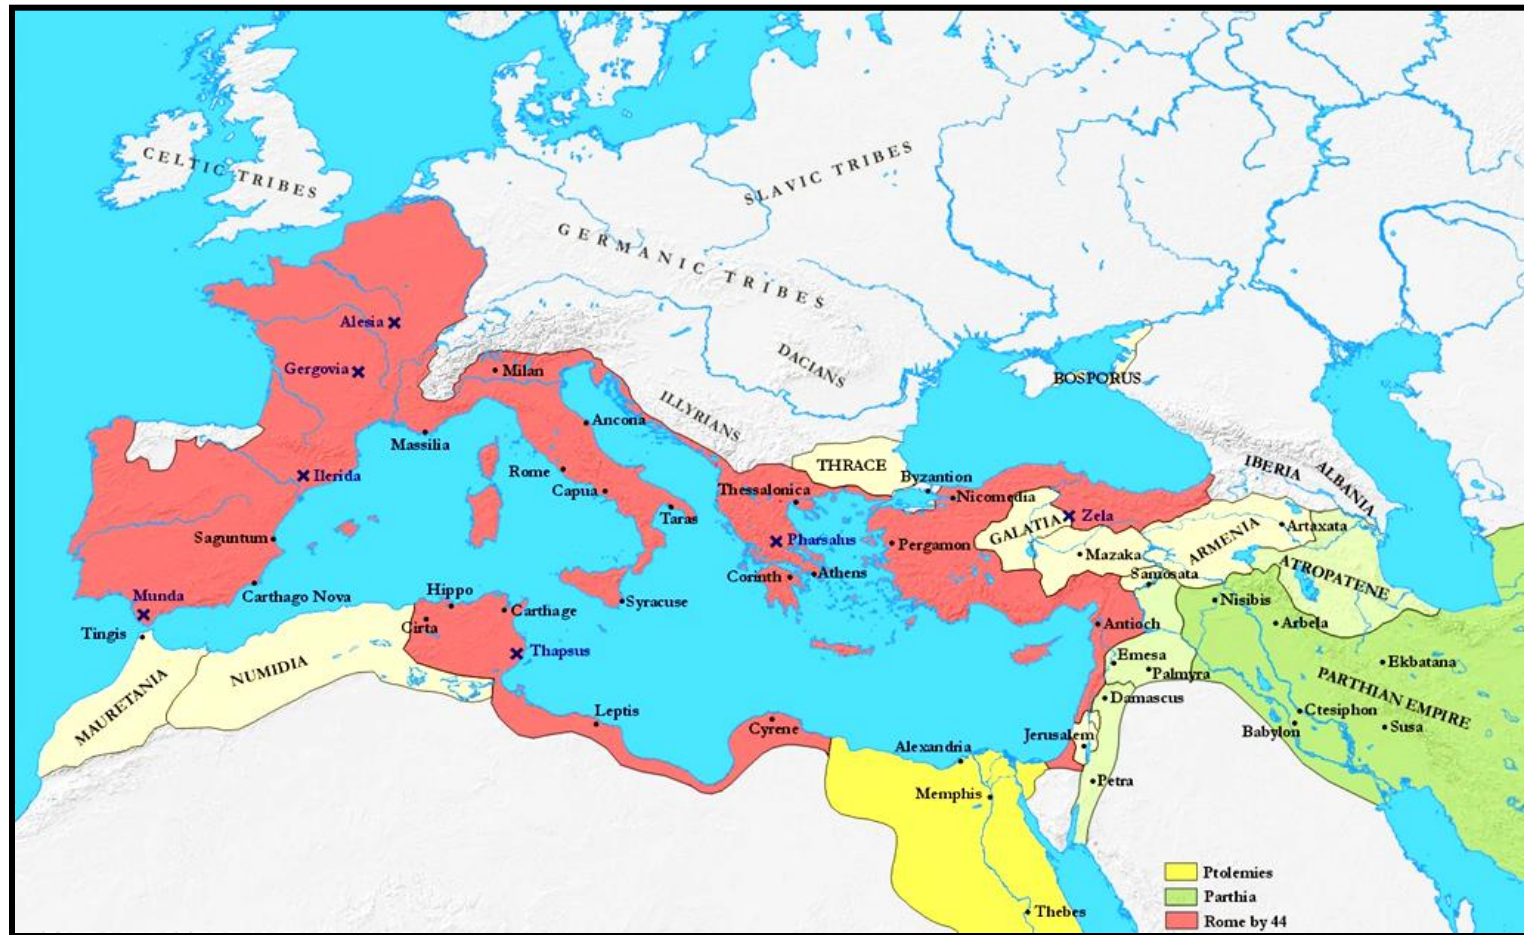 CELTIC TRIBES
SLAVIC TRIBES
GERMANIC TRIBES
Alesia
Gergovia
Milan
DACIANS
BOSPORUS
ILLYRIANS
Ancona
Massilia
Ilerida
Rome
Capua
THRACE
Byzantion
IBERIA
ALBANIA
Thessalonica
Nicomedia
Taras
GALATIA
Zela
ARMENIA
Artaxata
Saguntum
Pharsalus
Pergamon
Mazaka
ATROPATENE
Corinth
Athens
Samosata
Munda
Carthago Nova
Hippo
Carthage
Syracuse
Nisibis
Tingis
Cirta
Antioch
Arbela
Thapsus
Emesa
Palmyra
Ekbatana
NUMIDIA
MAURETANIA
Damascus
PARTHIAN EMPIRE
Leptis
Cyrene
Ctesiphon
Babylon
Susa
Jerusalem
Alexandria
Petra
Memphis
Ptolemies
Parthia
Thebes
Rome by 44